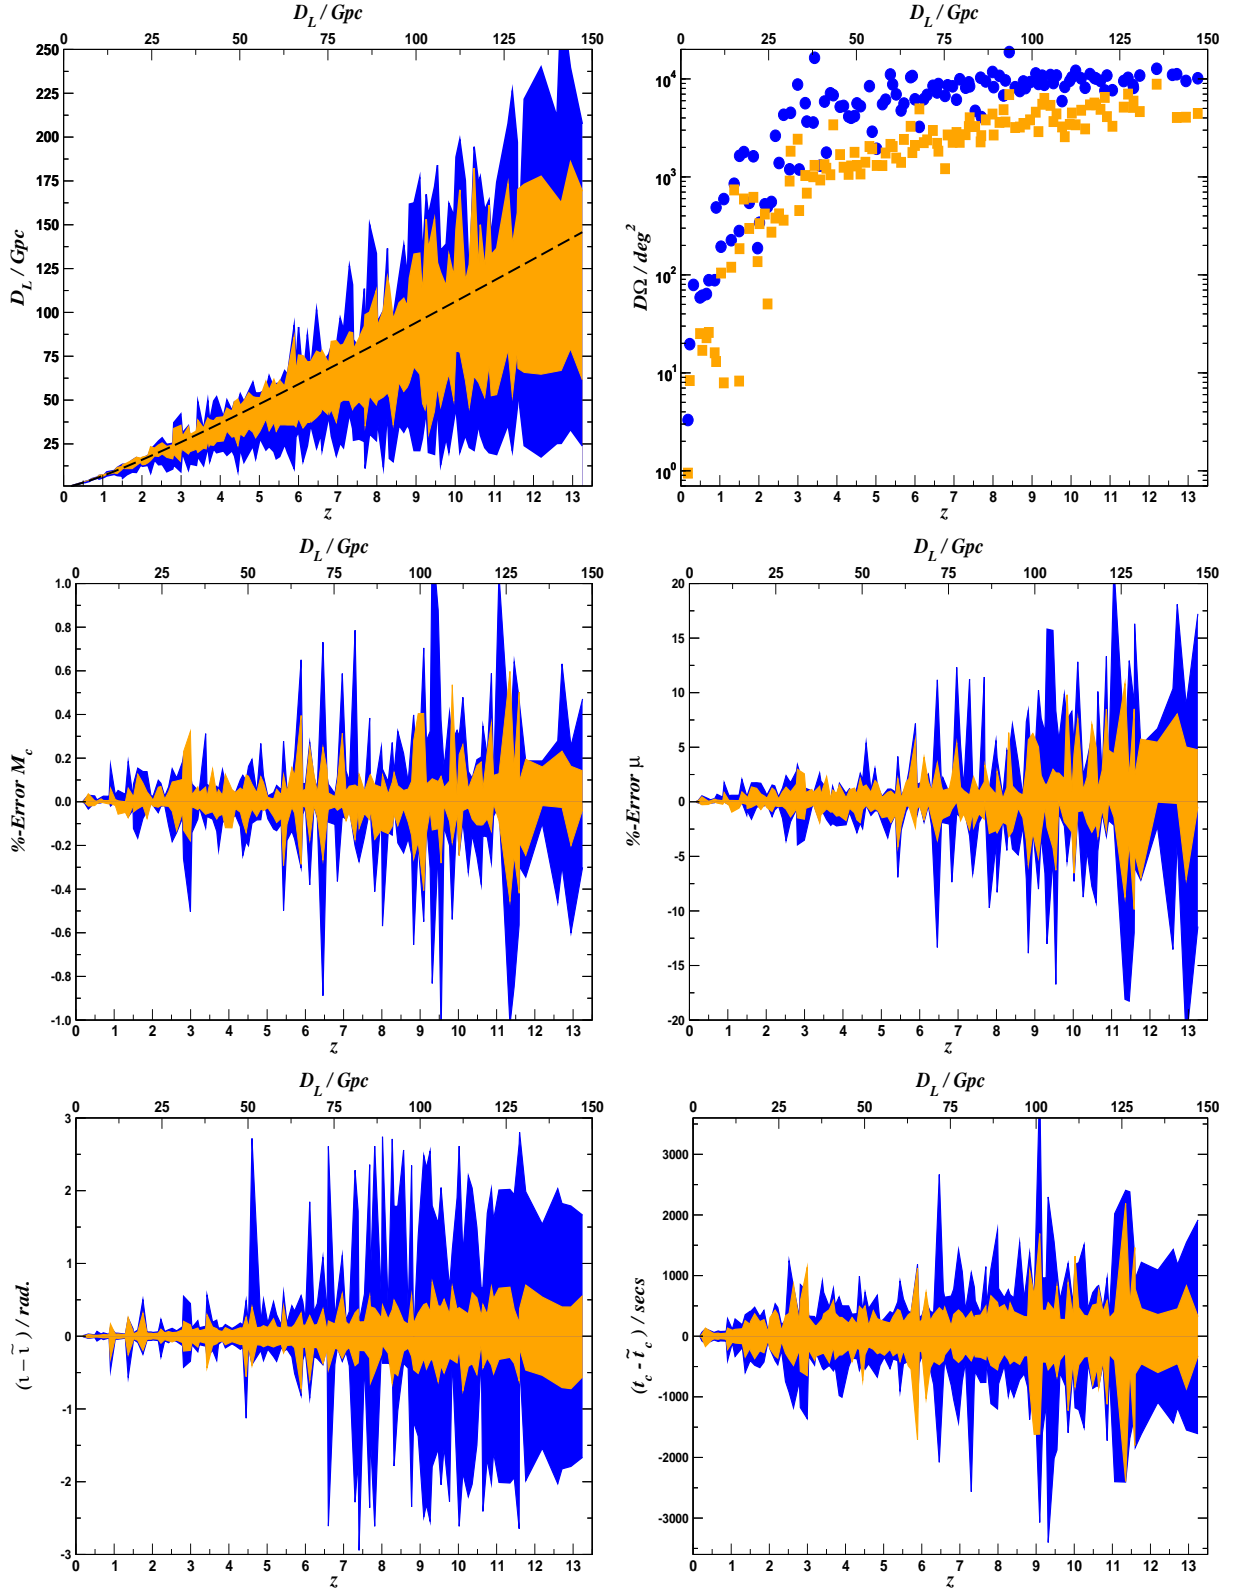 D_L / Gpc
0 25 50 75 100 125 150
250
225
200
175
150
125
100
75
50
25
D_L / Gpc
0 1 2 3 4 5 6 7 8 9 10 11 12 13
z
D_L / Gpc
0 25 50 75 100 125 150
10^4
10^3
10^2
10^1
10^0
DΩ / deg^2
0 1 2 3 4 5 6 7 8 9 10 11 12 13
z
D_L / Gpc
0 25 50 75 100 125 150
1.0
0.8
0.6
0.4
0.2
0.0
-0.2
-0.4
-0.6
-0.8
-1.0
%-Error M_c
0 1 2 3 4 5 6 7 8 9 10 11 12 13
z
D_L / Gpc
0 25 50 75 100 125 150
20
15
10
5
0
-5
-10
-15
-20
%-Error μ
0 1 2 3 4 5 6 7 8 9 10 11 12 13
z
D_L / Gpc
0 25 50 75 100 125 150
3
2
1
0
-1
-2
-3
(ι – ι̃ ) / rad.
0 1 2 3 4 5 6 7 8 9 10 11 12 13
z
D_L / Gpc
0 25 50 75 100 125 150
3000
2000
1000
0
-1000
-2000
-3000
(t_c - t̃_c ) / secs
0 1 2 3 4 5 6 7 8 9 10 11 12 13
z